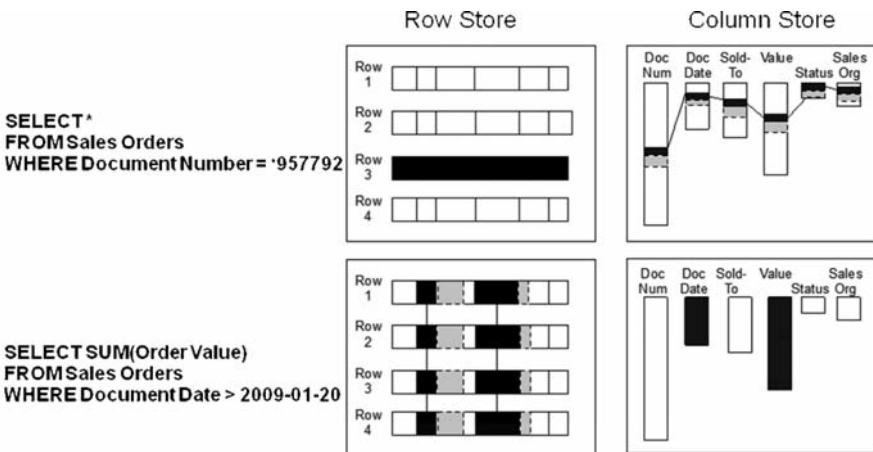 Row Store
Column Store
SELECT*
FROM Sales Orders
WHERE Document Number = '957792
Row
1
Row
2
Row
3
Row
4
Doc
Num
Doc
Date
Sold-
To
Value
Status
Sales
Org
SELECT SUM(Order Value)
FROM Sales Orders
WHERE Document Date > 2009-01-20
Row
1
Row
2
Row
3
Row
4
Doc
Num
Doc
Date
Sold-
To
Value
Status
Sales
Org